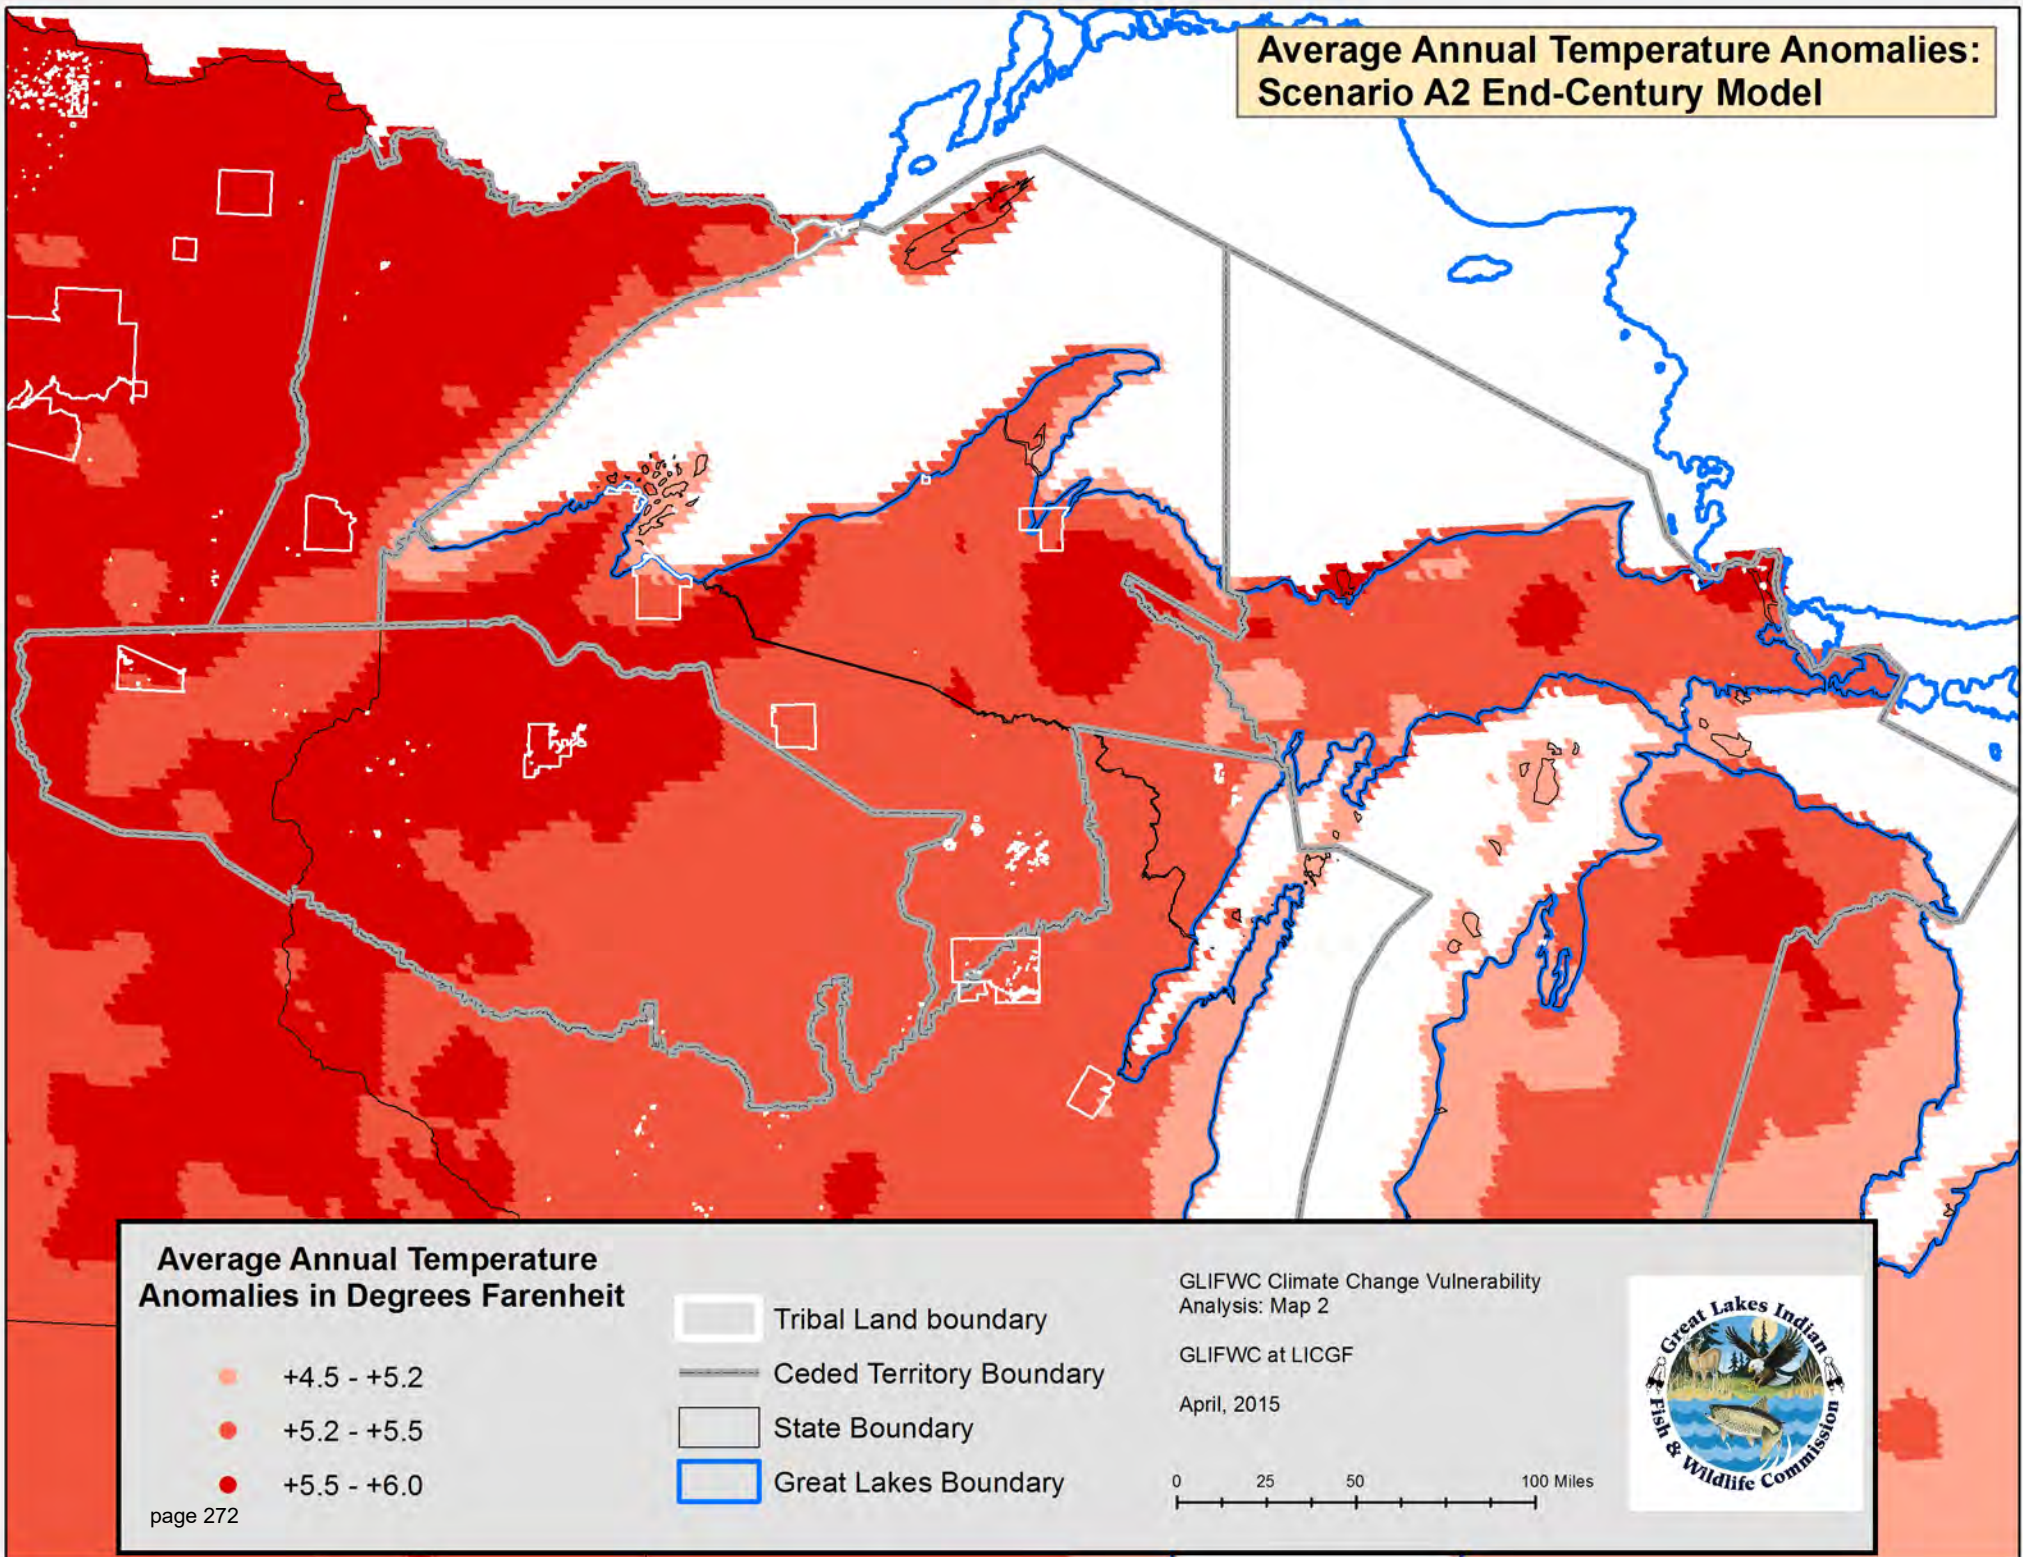 Average Annual Temperature Anomalies:
Scenario A2 End-Century Model
Average Annual Temperature
Anomalies in Degrees Farenheit
+4.5 - +5.2
+5.2 - +5.5
+5.5 - +6.0
page 272
Tribal Land boundary
Ceded Territory Boundary
State Boundary
Great Lakes Boundary
GLIFWC Climate Change Vulnerability
Analysis: Map 2
GLIFWC at LICGF
April, 2015
0 25 50 100 Miles
Great Lakes Indian
Fish & Wildlife Commission